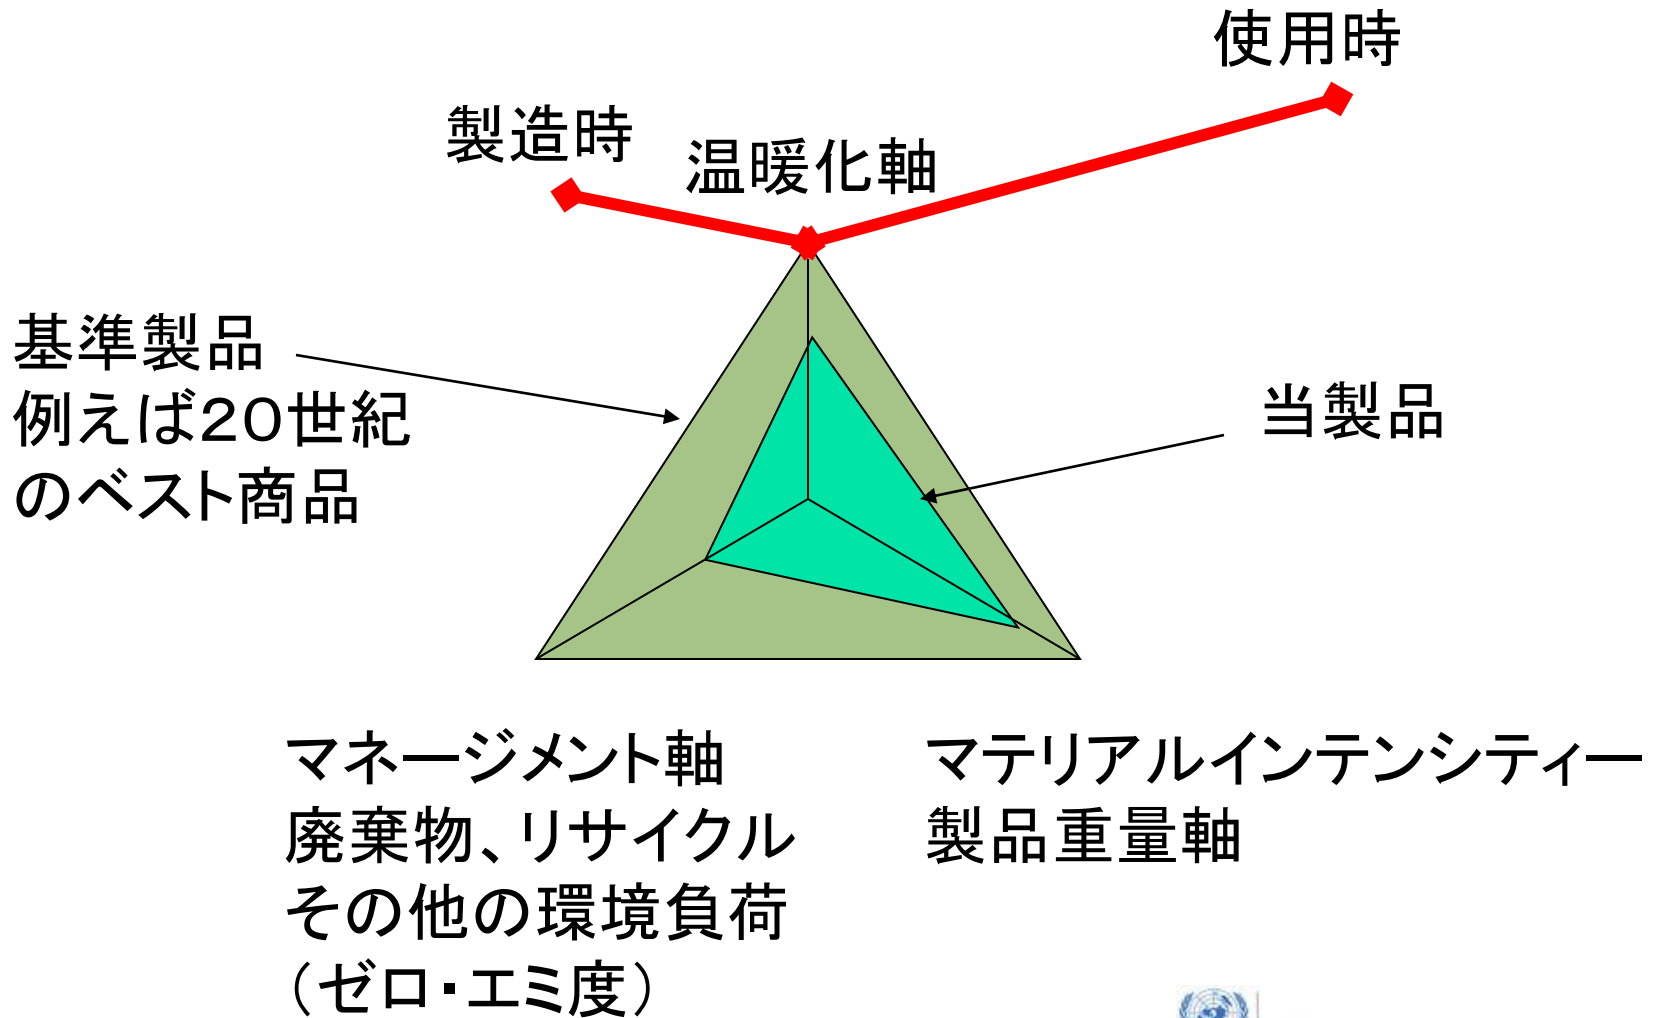 使用時
製造時
温暖化軸
基準製品
例えば２０世紀
のベスト商品
当製品
マネージメント軸
廃棄物、リサイクル
その他の環境負荷
（ゼロ・エミ度）
マテリアルインテンシティー
製品重量軸